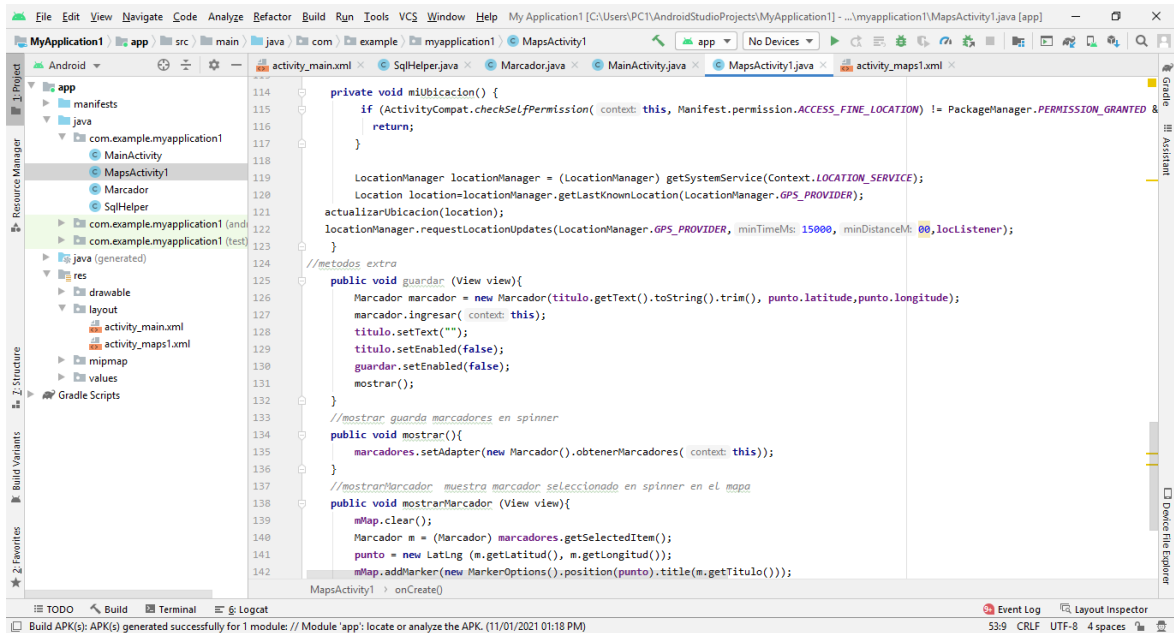 File Edit View Navigate Code Analyze Refactor Build Run Tools VCS Window Help My Application1 [C:\Users\PC1\AndroidStudioProjects\MyApplication1] - ...\myapplication1\MapsActivity1.java [app]
MyApplication1 app src main java com example myapplication1 MapsActivity1 app No Devices
1: Project
Resource Manager
Z: Structure
Build Variants
2: Favorites
Android
app
manifests
java
com.example.myapplication1
MainActivity
MapsActivity1
Marcador
SqlHelper
com.example.myapplication1 (andr
com.example.myapplication1 (test)
java (generated)
res
drawable
layout
activity_main.xml
activity_maps1.xml
mipmap
values
Gradle Scripts
activity_main.xml SqlHelper.java Marcador.java MainActivity.java MapsActivity1.java activity_maps1.xml
114 private void miUbicacion() {
115 if (ActivityCompat.checkSelfPermission( context: this, Manifest.permission.ACCESS_FINE_LOCATION) != PackageManager.PERMISSION_GRANTED &
116 return;
117 }
118
119 LocationManager locationManager = (LocationManager) getSystemService(Context.LOCATION_SERVICE);
120 Location location=locationManager.getLastKnownLocation(LocationManager.GPS_PROVIDER);
121 actualizarUbicacion(location);
122 locationManager.requestLocationUpdates(LocationManager.GPS_PROVIDER, minTimeMs: 15000, minDistanceM: 00,locListener);
123 }
124 //metodos extra
125 public void guardar (View view){
126 Marcador marcador = new Marcador(titulo.getText().toString().trim(), punto.latitude,punto.longitude);
127 marcador.ingresar( context: this);
128 titulo.setText("");
129 titulo.setEnabled(false);
130 guardar.setEnabled(false);
131 mostrar();
132 }
133 //mostrar guarda marcadores en spinner
134 public void mostrar(){
135 marcadores.setAdapter(new Marcador().obtenerMarcadores( context: this));
136 }
137 //mostrarMarcador muestra marcador seleccionado en spinner en el mapa
138 public void mostrarMarcador (View view){
139 mMap.clear();
140 Marcador m = (Marcador) marcadores.getSelectedItem();
141 punto = new LatLng (m.getLatitud(), m.getLongitud());
142 mMap.addMarker(new MarkerOptions().position(punto).title(m.getTitulo()));
MapsActivity1 › onCreate()
Gradle
Assistant
Device File Explorer
TODO Build Terminal 6: Logcat 9+ Event Log Layout Inspector
Build APK(s): APK(s) generated successfully for 1 module: // Module 'app': locate or analyze the APK. (11/01/2021 01:18 PM) 53:9 CRLF UTF-8 4 spaces